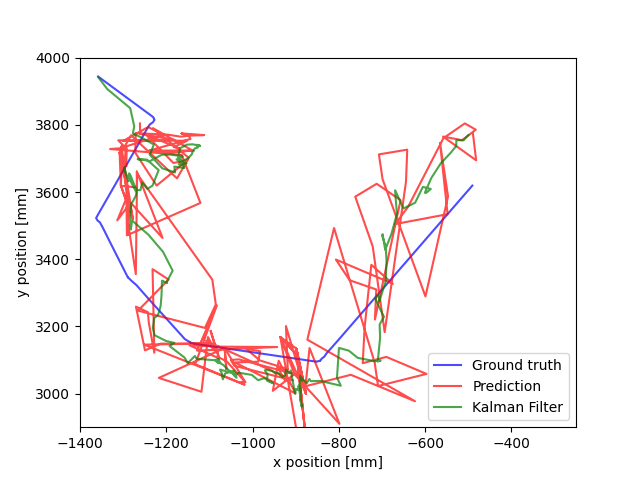 4000
3800
3600
3400
3200
3000
y position [mm]
−1400 −1200 −1000 −800 −600 −400
x position [mm]
Ground truth
Prediction
Kalman Filter